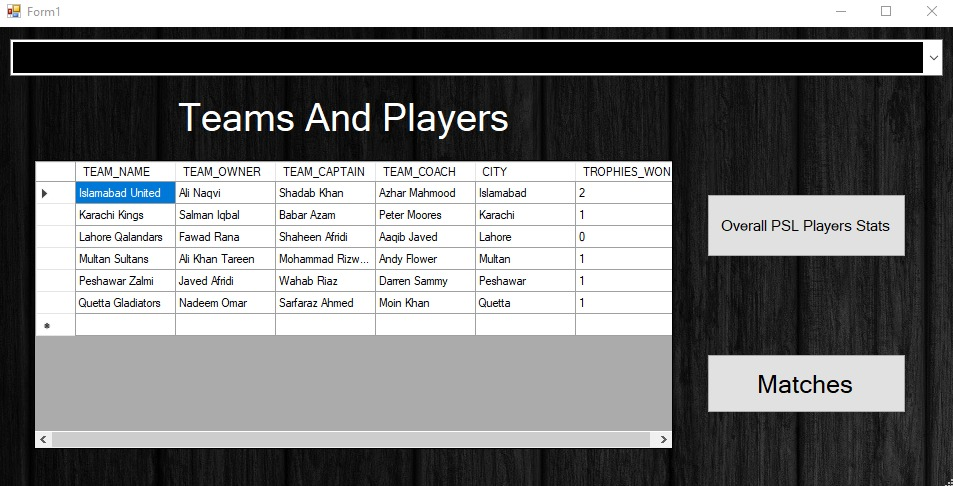 Form1
Teams And Players
TEAM_NAME TEAM_OWNER TEAM_CAPTAIN TEAM_COACH CITY TROPHIES_WON
Islamabad United Ali Naqvi Shadab Khan Azhar Mahmood Islamabad 2
Karachi Kings Salman Iqbal Babar Azam Peter Moores Karachi 1
Lahore Qalandars Fawad Rana Shaheen Afridi Aaqib Javed Lahore 0
Multan Sultans Ali Khan Tareen Mohammad Rizw... Andy Flower Multan 1
Peshawar Zalmi Javed Afridi Wahab Riaz Darren Sammy Peshawar 1
Quetta Gladiators Nadeem Omar Sarfaraz Ahmed Moin Khan Quetta 1
Overall PSL Players Stats
Matches